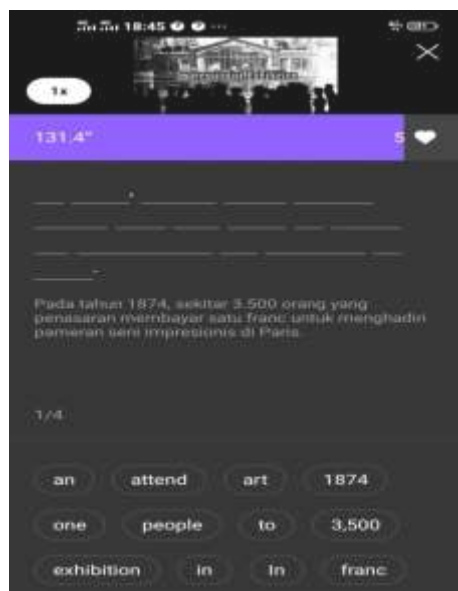 18:45
1x
131.4"
5
Pada tahun 1874, sekitar 3.500 orang yang
penasaran membayar satu franc untuk menghadiri
pameran seni impresionis di Paris.
1/4
an attend art 1874
one people to 3,500
exhibition in In franc